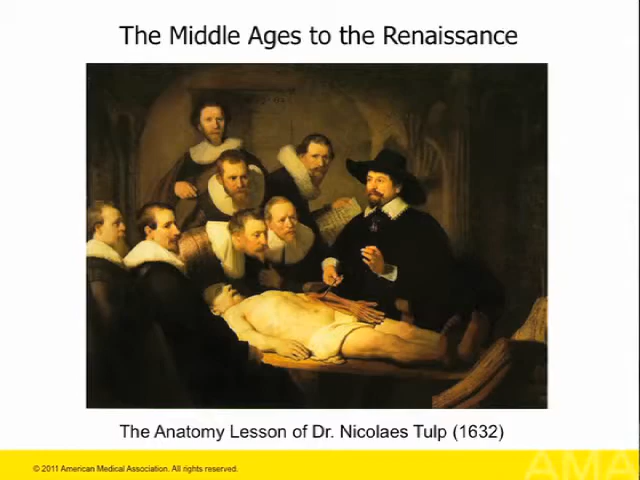 The Middle Ages to the Renaissance
The Anatomy Lesson of Dr. Nicolaes Tulp (1632)
© 2011 American Medical Association. All rights reserved.
AMA